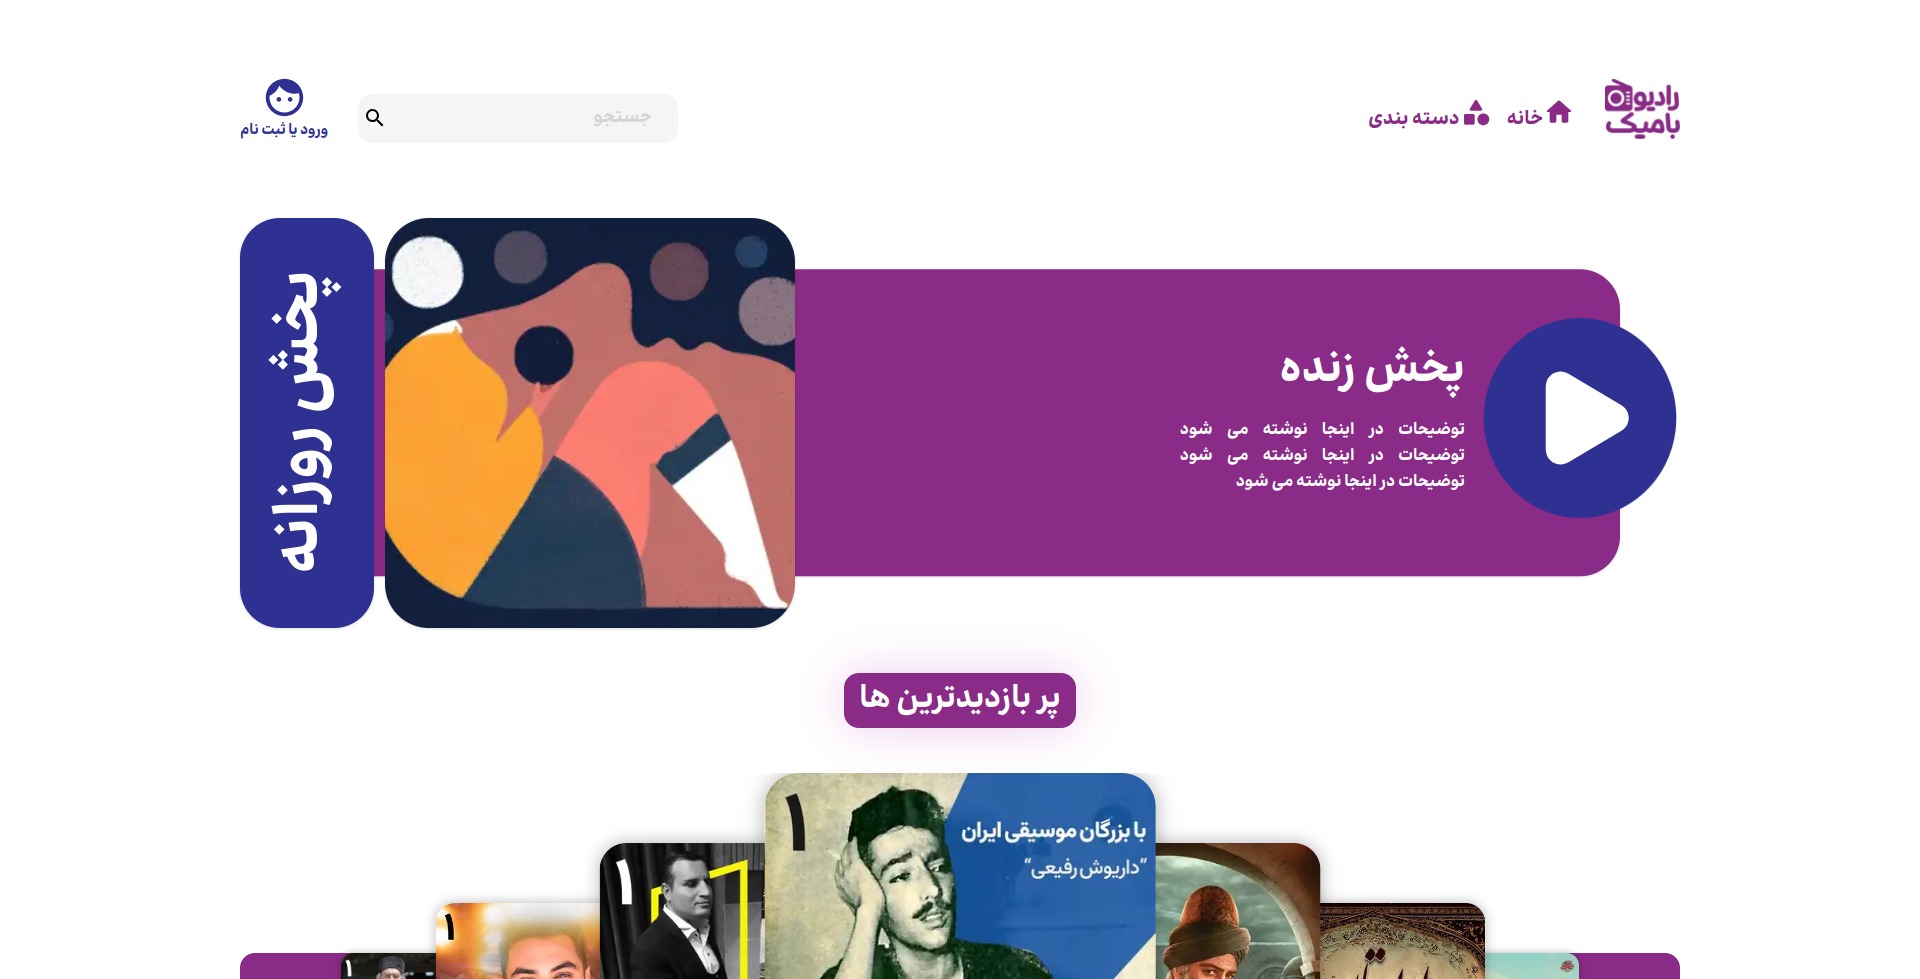 رادیو
بامیک
خانه
دسته بندی
جستجو
ورود یا ثبت نام
پخش زنده
توضیحات در اینجا نوشته می شود
توضیحات در اینجا نوشته می شود
توضیحات در اینجا نوشته می شود
پخش روزانه
پر بازدیدترین ها
با بزرگان موسیقی ایران
”داریوش رفیعی“
۱
۱
۱
۱